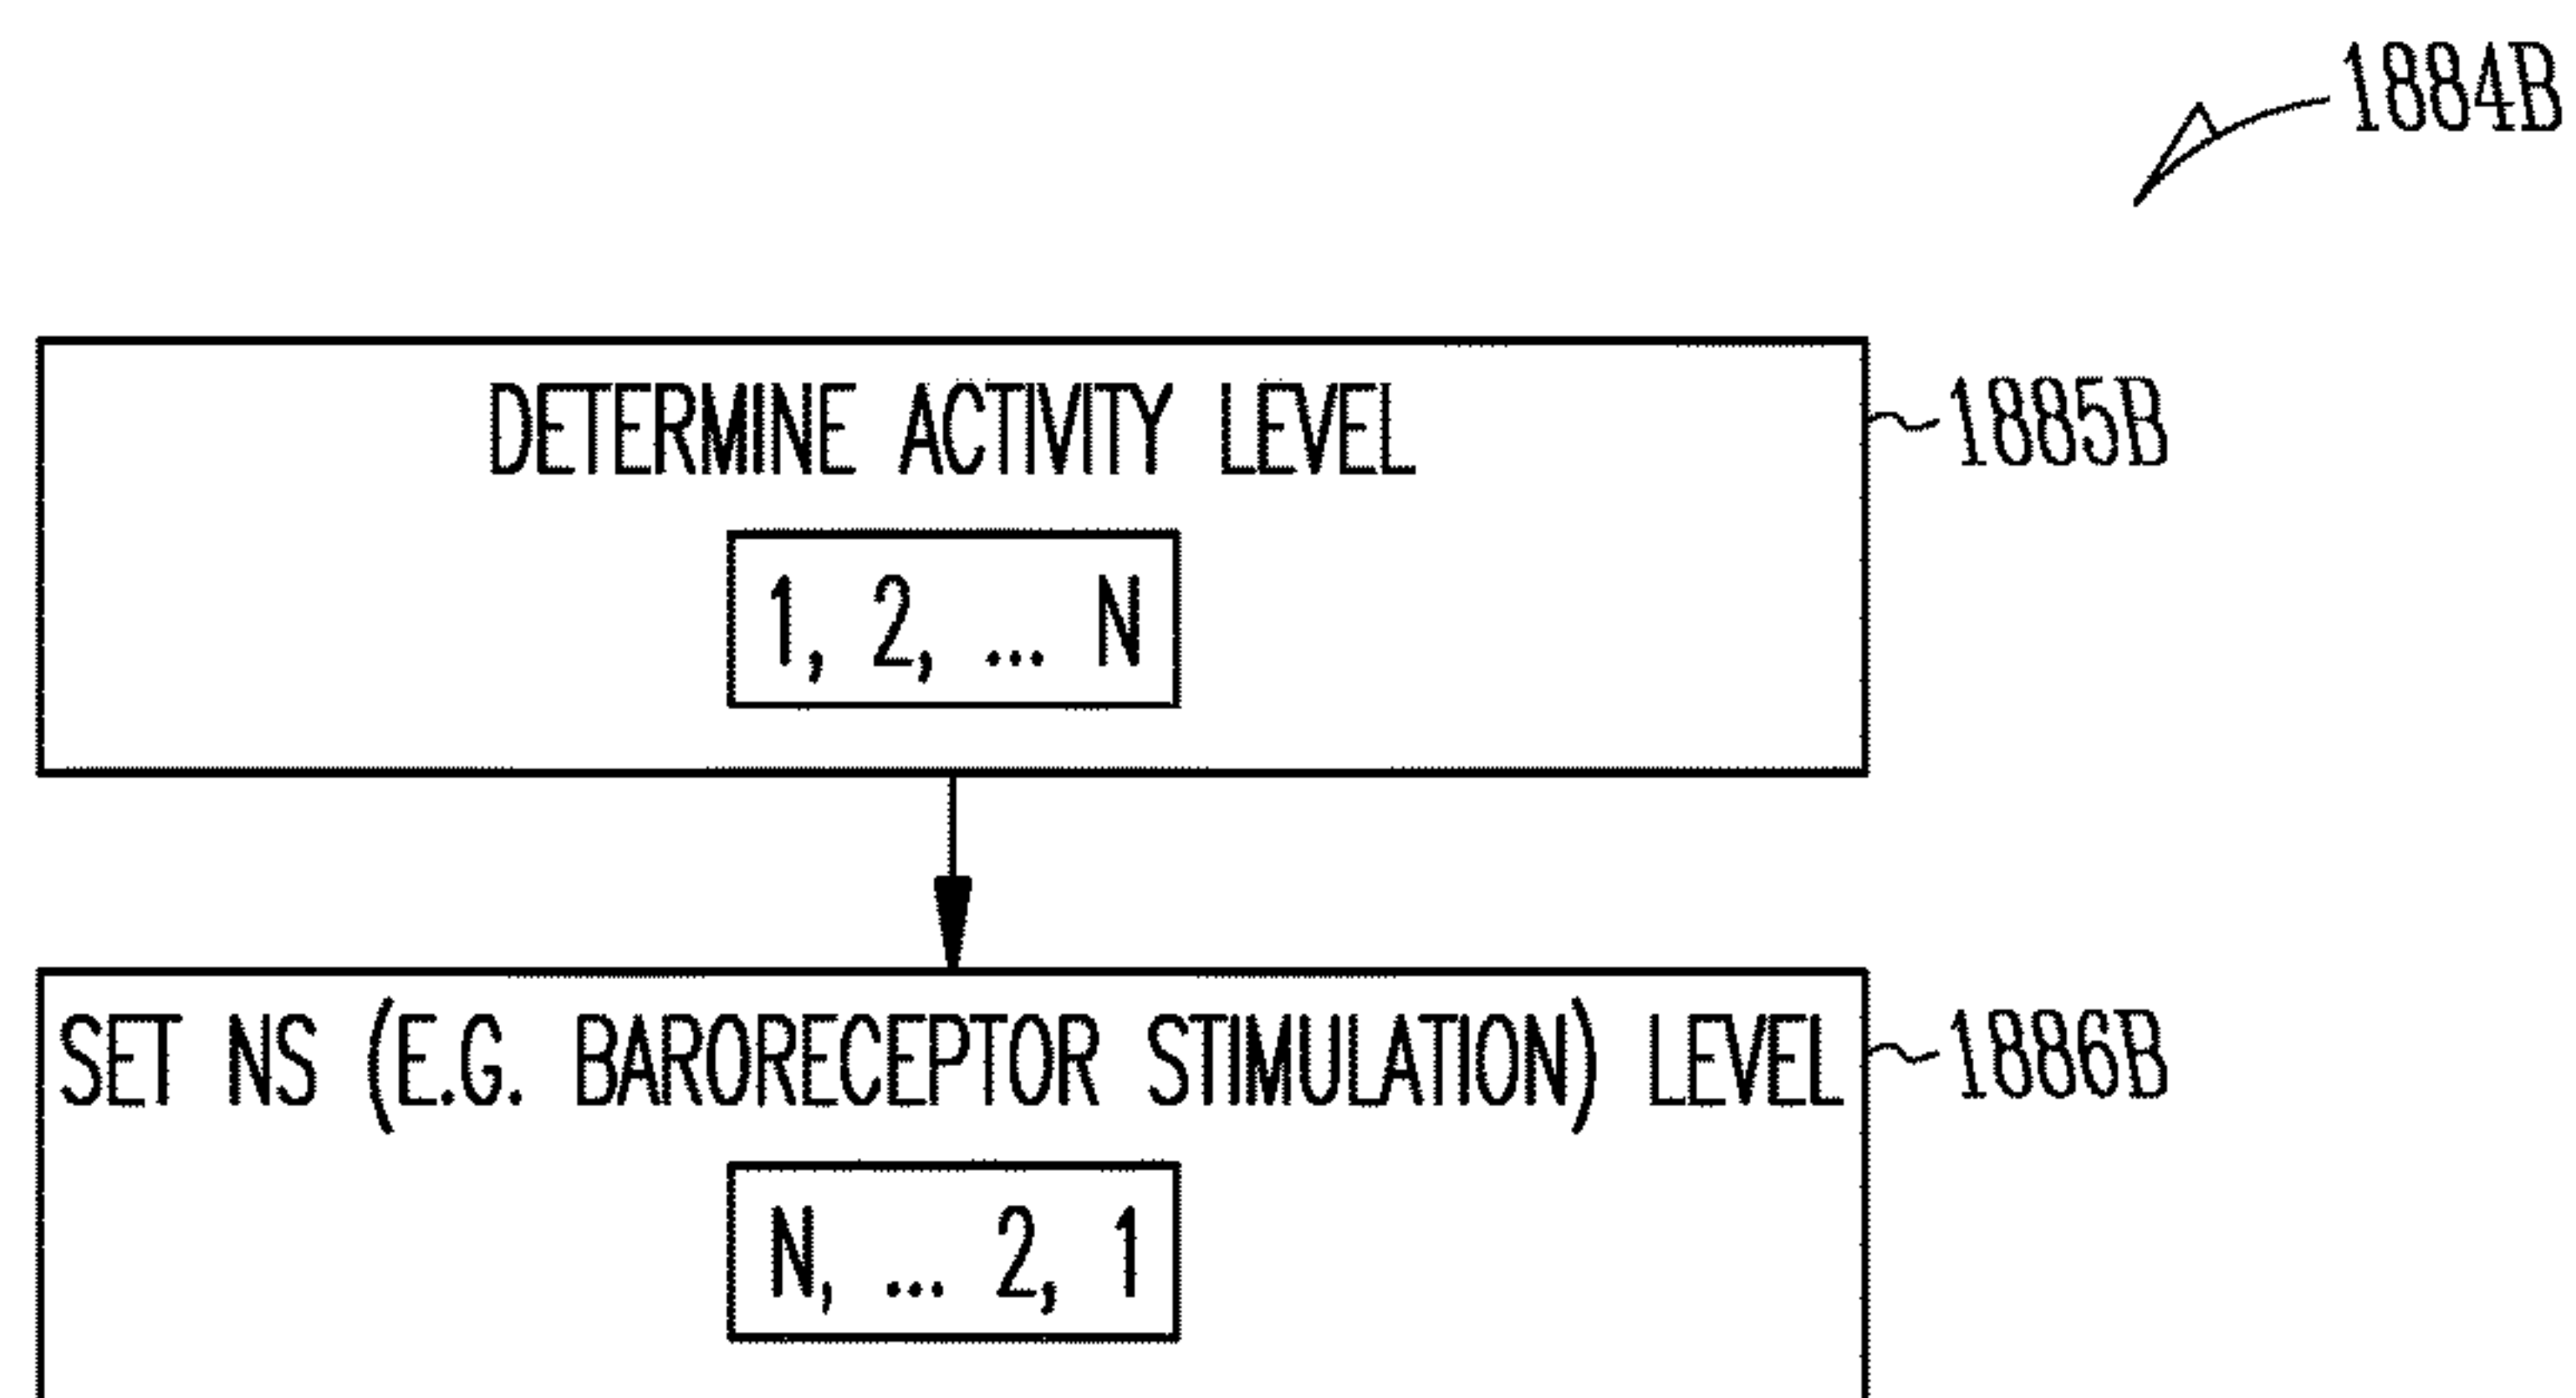 1884B
DETERMINE ACTIVITY LEVEL
1885B
1, 2, ... N
SET NS (E.G. BARORECEPTOR STIMULATION) LEVEL
1886B
N, ... 2, 1